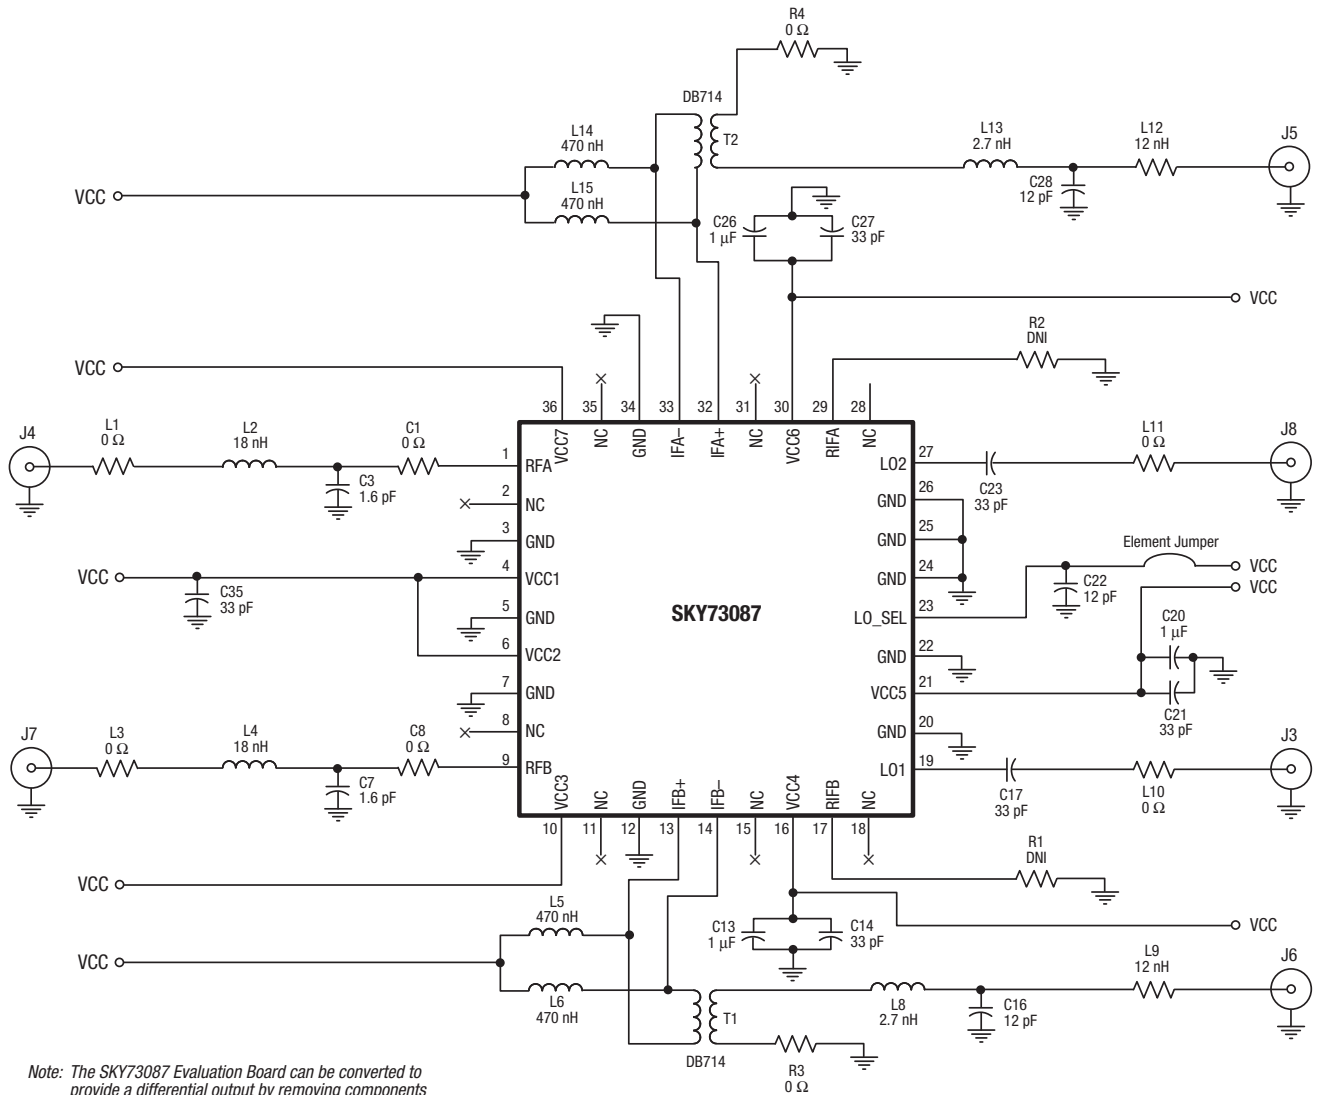 R4
0 Ω
DB714
T2
L14
470 nH
L15
470 nH
VCC
L13
2.7 nH
L12
12 nH
J5
C28
12 pF
C26
1 μF
C27
33 pF
VCC
R2
DNI
VCC
36
35
34
33
32
31
30
29
28
VCC7
NC
GND
IFA–
IFA+
NC
VCC6
RIFA
NC
J4
L1
0 Ω
L2
18 nH
C1
0 Ω
C3
1.6 pF
1
RFA
2
NC
3
GND
VCC
C35
33 pF
4
VCC1
5
GND
6
VCC2
7
GND
8
NC
J7
L3
0 Ω
L4
18 nH
C8
0 Ω
C7
1.6 pF
9
RFB
SKY73087
LO2
27
C23
33 pF
L11
0 Ω
J8
GND
26
GND
25
GND
24
Element Jumper
VCC
VCC
LO_SEL
23
C22
12 pF
GND
22
C20
1 μF
VCC5
21
C21
33 pF
GND
20
LO1
19
C17
33 pF
L10
0 Ω
J3
VCC3
NC
GND
IFB+
IFB–
NC
VCC4
RIFB
NC
10
11
12
13
14
15
16
17
18
R1
DNI
VCC
L5
470 nH
C13
1 μF
C14
33 pF
VCC
VCC
L6
470 nH
T1
DB714
L8
2.7 nH
C16
12 pF
L9
12 nH
J6
R3
0 Ω
Note: The SKY73087 Evaluation Board can be converted to
provide a differential output by removing components